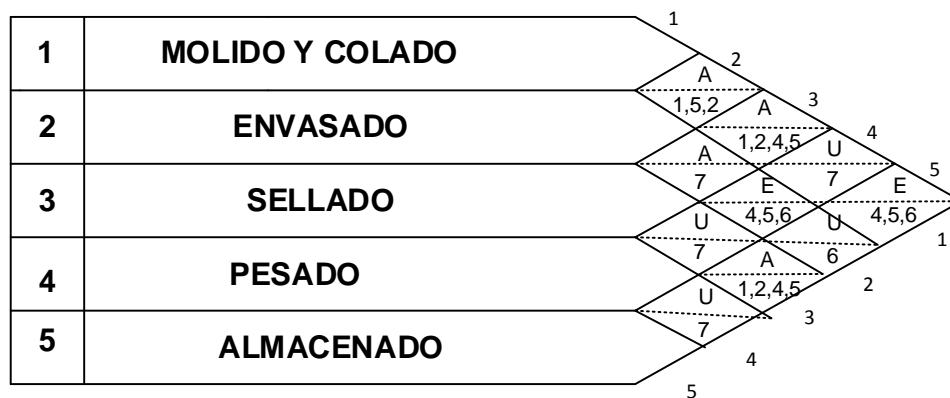 1 MOLIDO Y COLADO
2 ENVASADO
3 SELLADO
4 PESADO
5 ALMACENADO
1
2
3
4
5
A
1,5,2
A
1,2,4,5
U
7
E
4,5,6
A
7
E
4,5,6
U
6
U
7
A
1,2,4,5
U
7
1
2
3
4
5